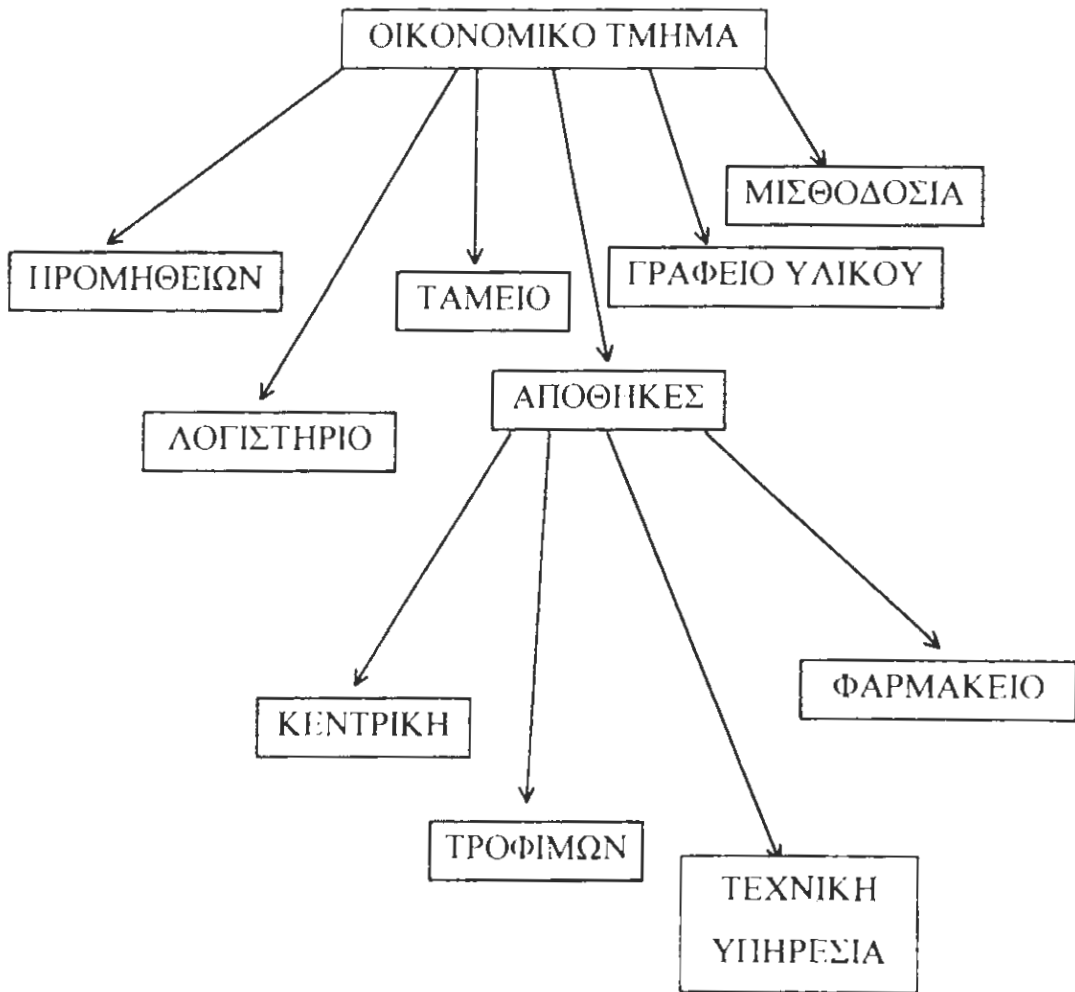 ΟΙΚΟΝΟΜΙΚΟ ΤΜΗΜΑ
ΜΙΣΘΟΔΟΣΙΑ
ΠΡΟΜΗΘΕΙΩΝ
ΤΑΜΕΙΟ
ΓΡΑΦΕΙΟ ΥΛΙΚΟΥ
ΑΠΟΘΗΚΕΣ
ΛΟΓΙΣΤΗΡΙΟ
ΦΑΡΜΑΚΕΙΟ
ΚΕΝΤΡΙΚΗ
ΤΡΟΦΙΜΩΝ
ΤΕΧΝΙΚΗ
ΥΠΗΡΕΣΙΑ